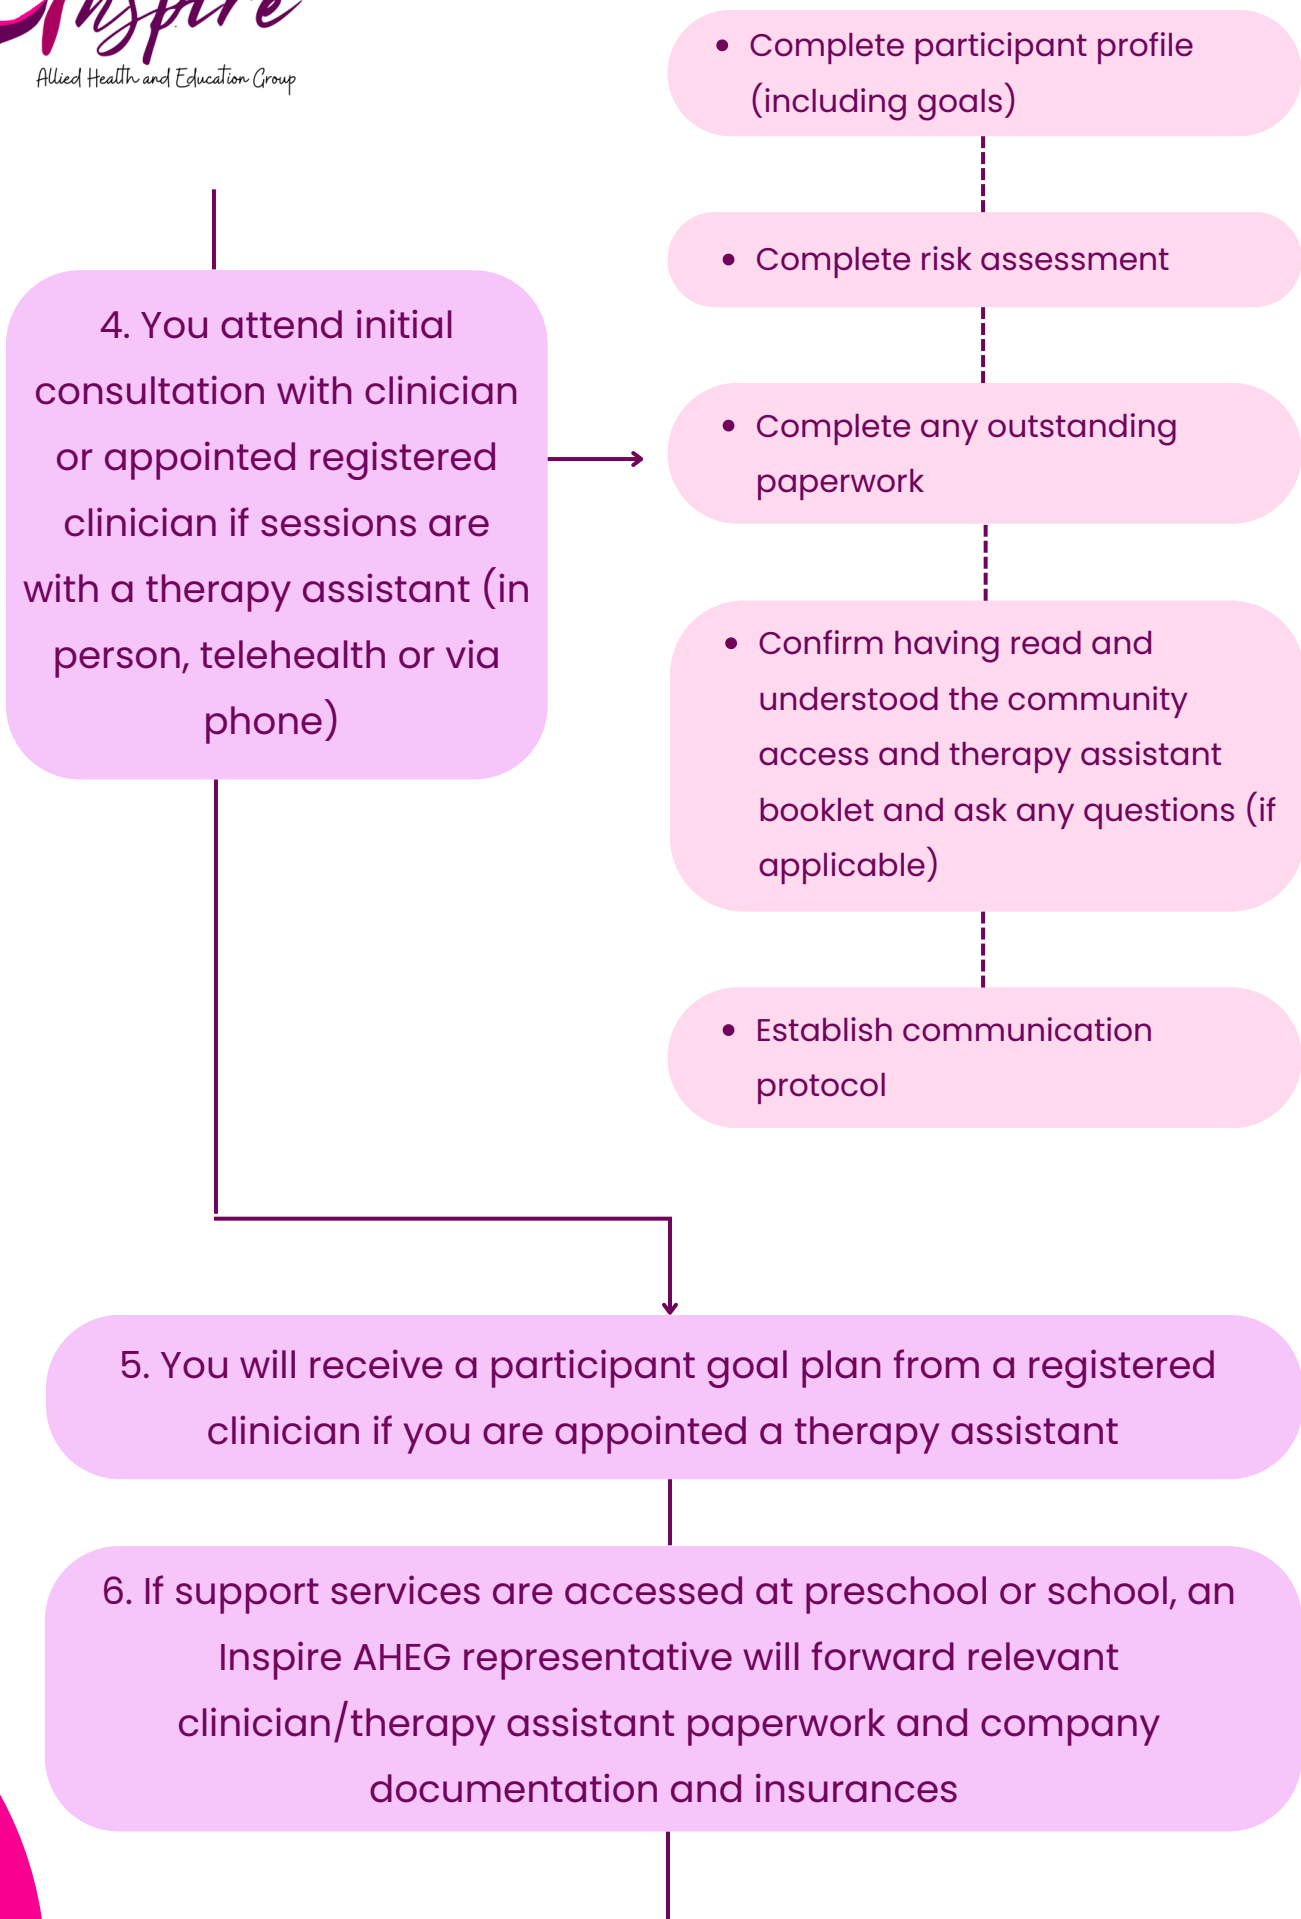 Inspire
Allied Health and Education Group
• Complete participant profile
(including goals)
• Complete risk assessment
4. You attend initial
consultation with clinician
or appointed registered
clinician if sessions are
with a therapy assistant (in
person, telehealth or via
phone)
• Complete any outstanding
paperwork
• Confirm having read and
understood the community
access and therapy assistant
booklet and ask any questions (if
applicable)
• Establish communication
protocol
5. You will receive a participant goal plan from a registered
clinician if you are appointed a therapy assistant
6. If support services are accessed at preschool or school, an
Inspire AHEG representative will forward relevant
clinician/therapy assistant paperwork and company
documentation and insurances